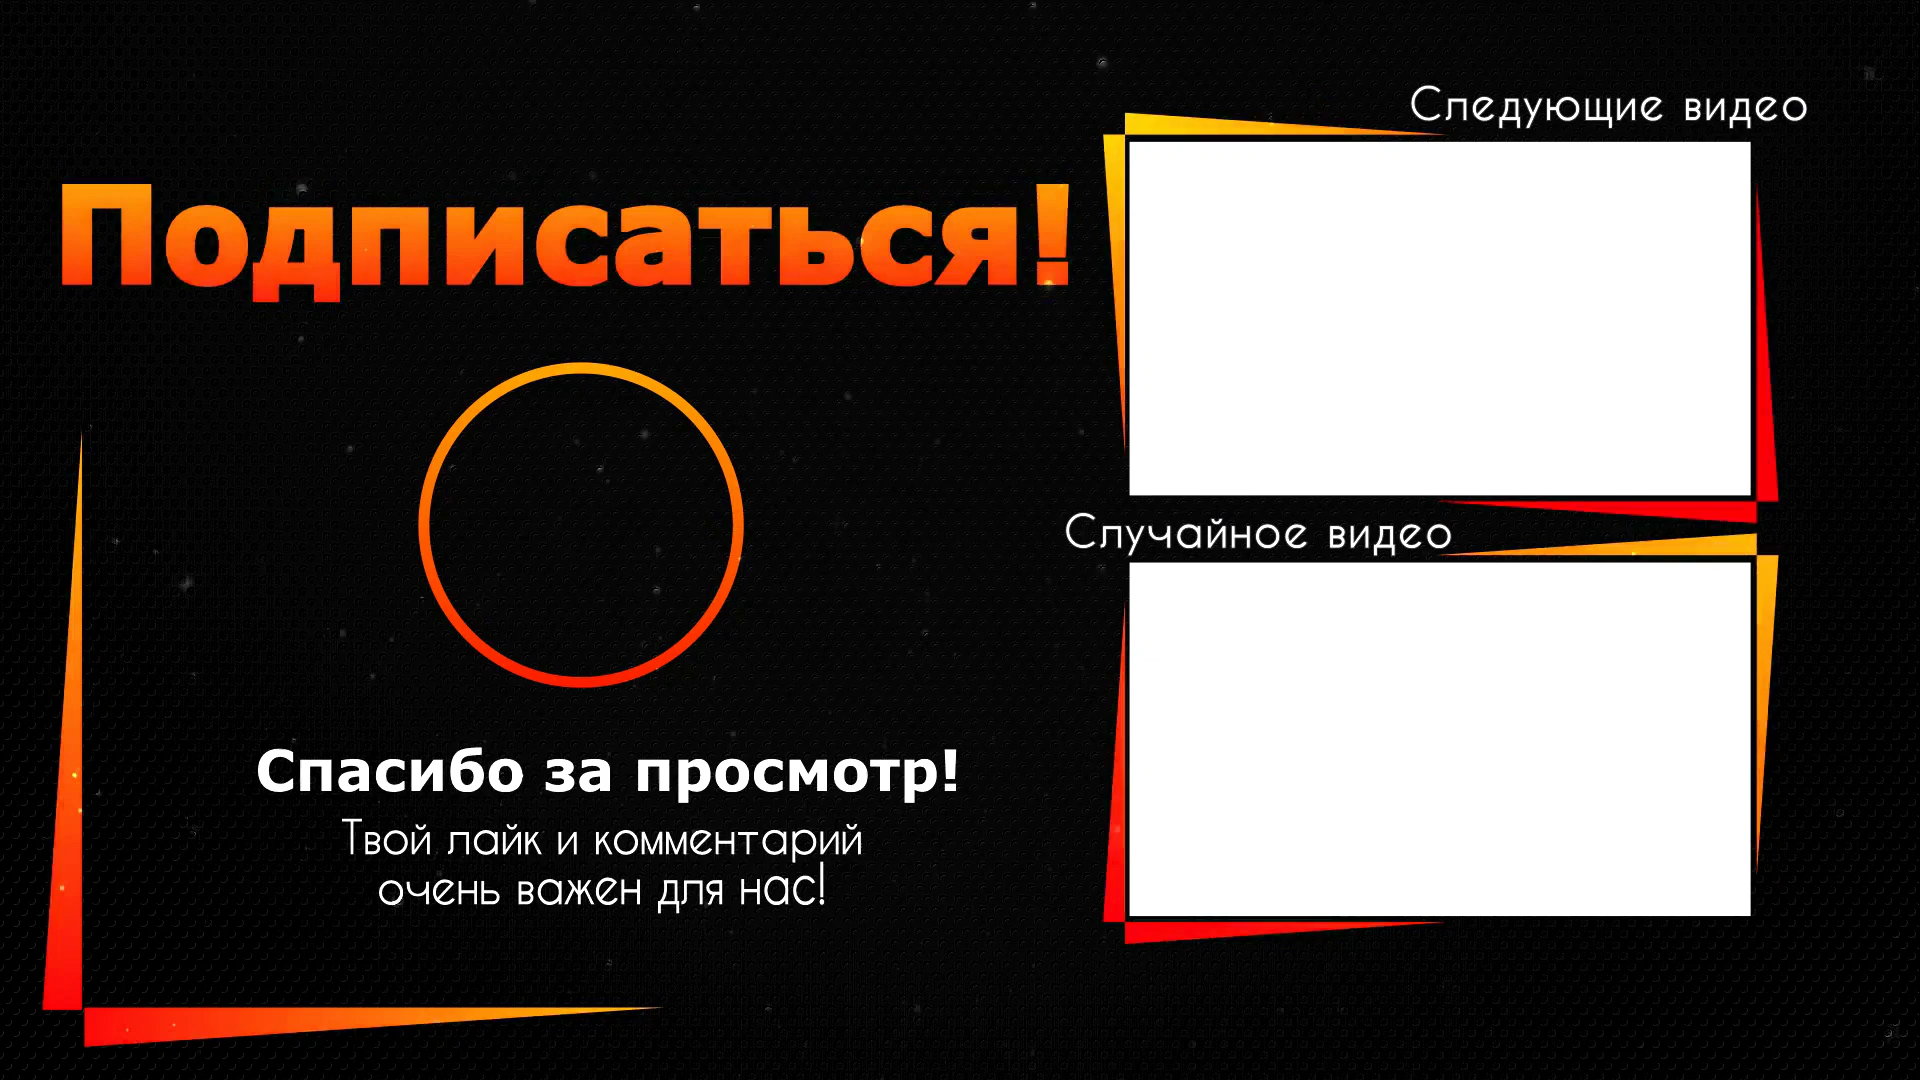 Подписаться!
Спасибо за просмотр!
Твой лайк и комментарий
очень важен для нас!
Следующие видео
Случайное видео